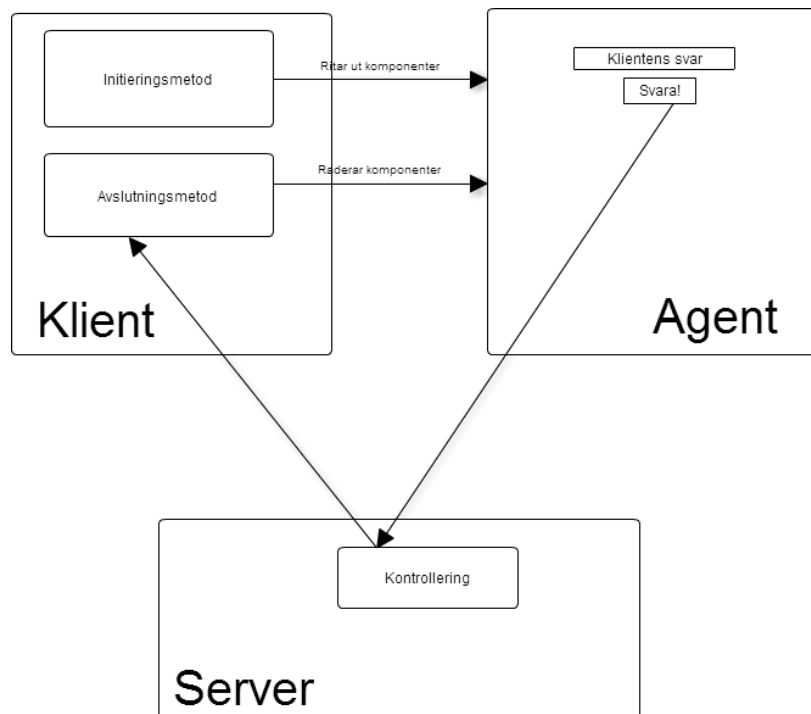 Initieringsmetod
Ritar ut komponenter
Klientens svar
Svara!
Avslutningsmetod
Raderar komponenter
Klient
Agent
Kontrollering
Server